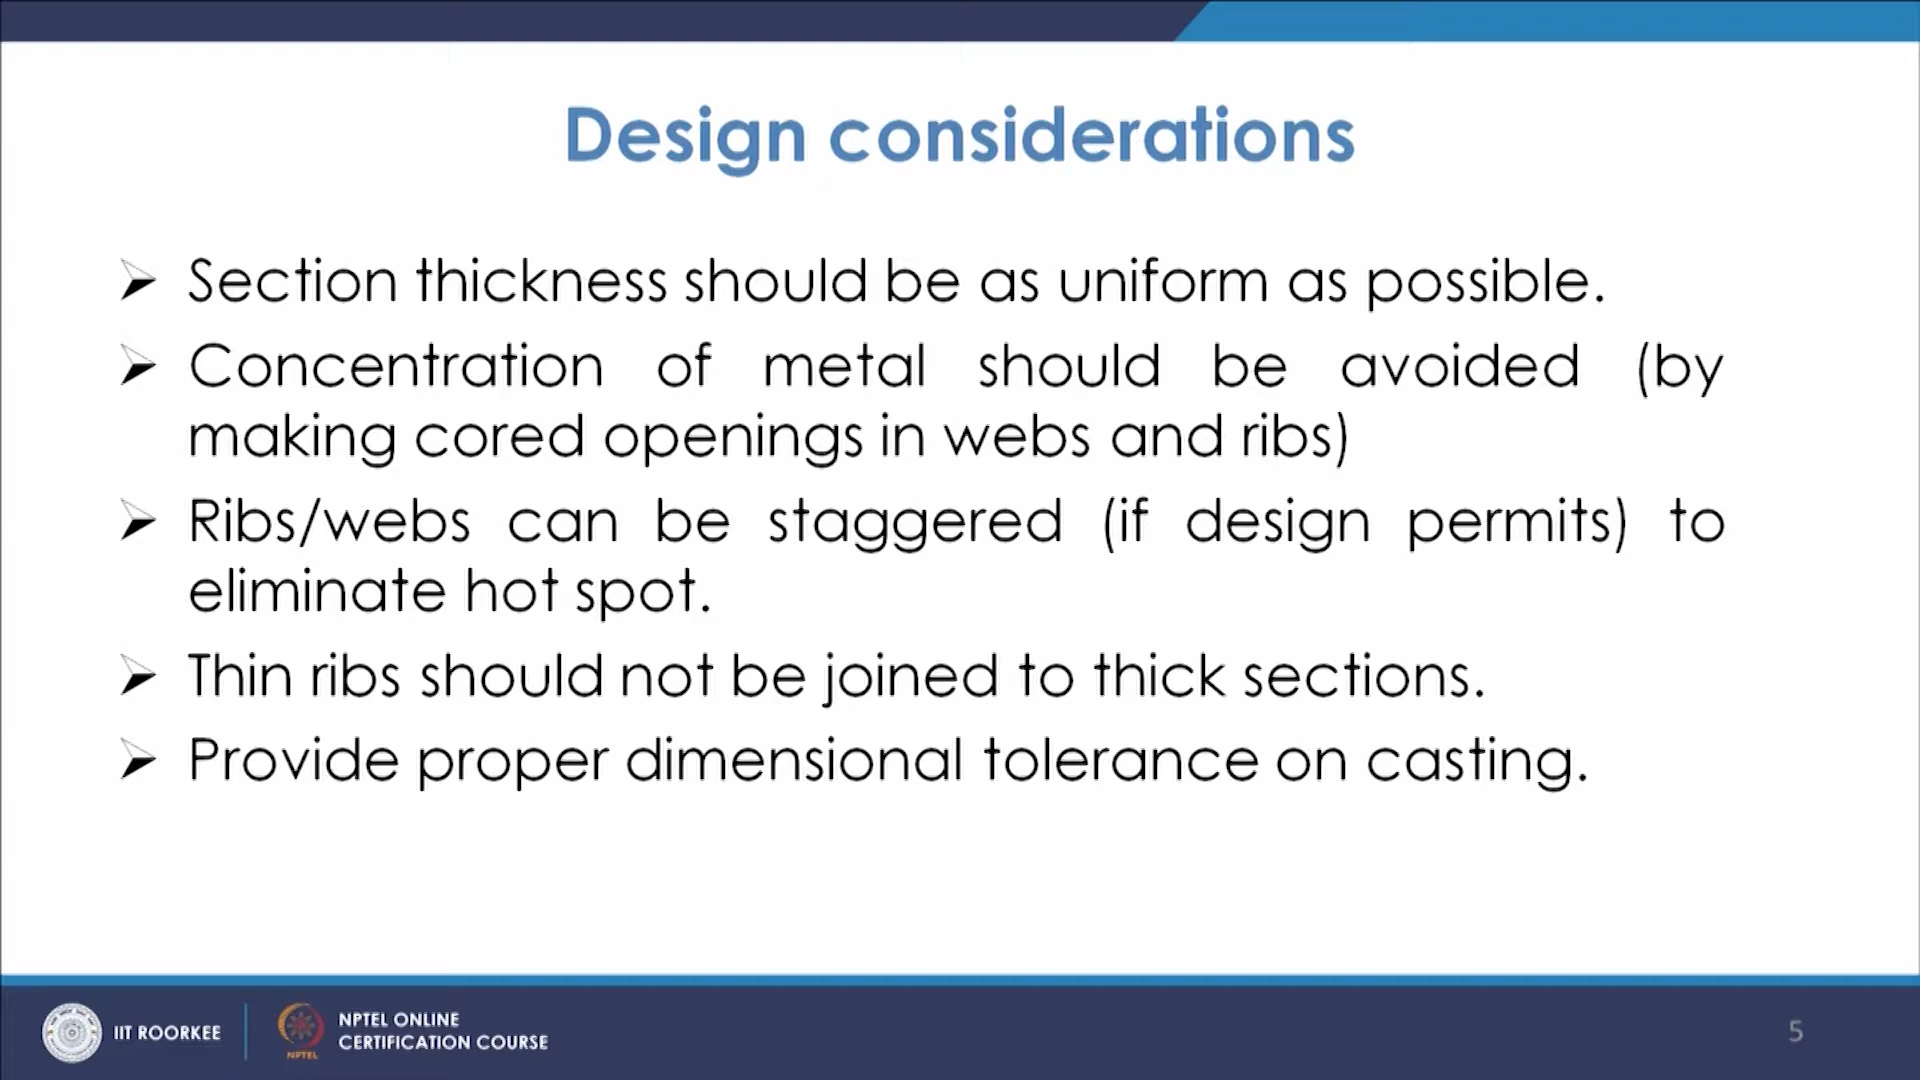 Design considerations
Section thickness should be as uniform as possible.
Concentration of metal should be avoided (by
making cored openings in webs and ribs)
Ribs/webs can be staggered (if design permits) to
eliminate hot spot.
Thin ribs should not be joined to thick sections.
Provide proper dimensional tolerance on casting.
IIT ROORKEE
NPTEL
NPTEL ONLINE
CERTIFICATION COURSE
5